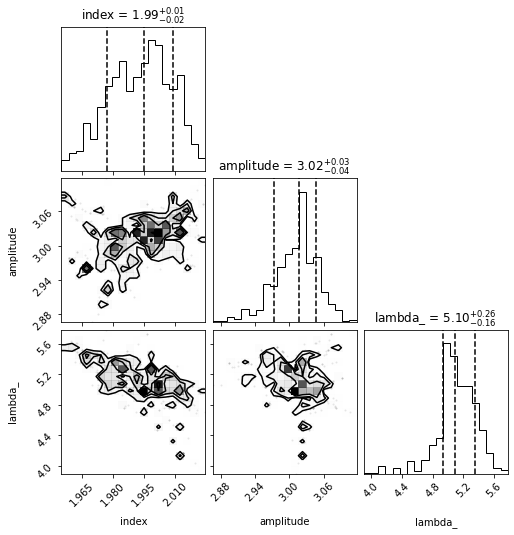 index = 1.99+0.01−0.02
amplitude = 3.02+0.03−0.04
amplitude
3.06
3.00
2.94
2.88
lambda_ = 5.10+0.26−0.16
lambda_
5.6
5.2
4.8
4.4
4.0
1.965 1.980 1.995 2.010
2.88 2.94 3.00 3.06
4.0 4.4 4.8 5.2 5.6
index amplitude lambda_